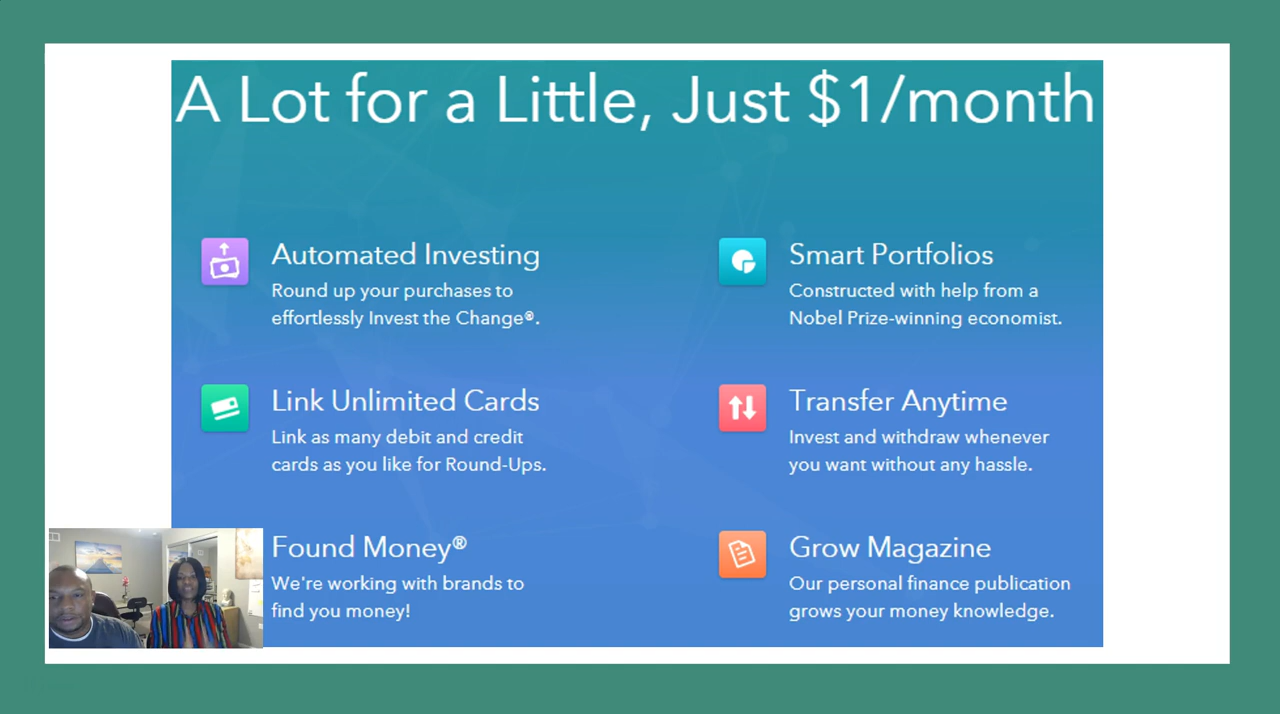 A Lot for a Little, Just $1/month
Automated Investing
Round up your purchases to
effortlessly Invest the Change®.
Smart Portfolios
Constructed with help from a
Nobel Prize-winning economist.
Link Unlimited Cards
Link as many debit and credit
cards as you like for Round-Ups.
Transfer Anytime
Invest and withdraw whenever
you want without any hassle.
Found Money®
We're working with brands to
find you money!
Grow Magazine
Our personal finance publication
grows your money knowledge.